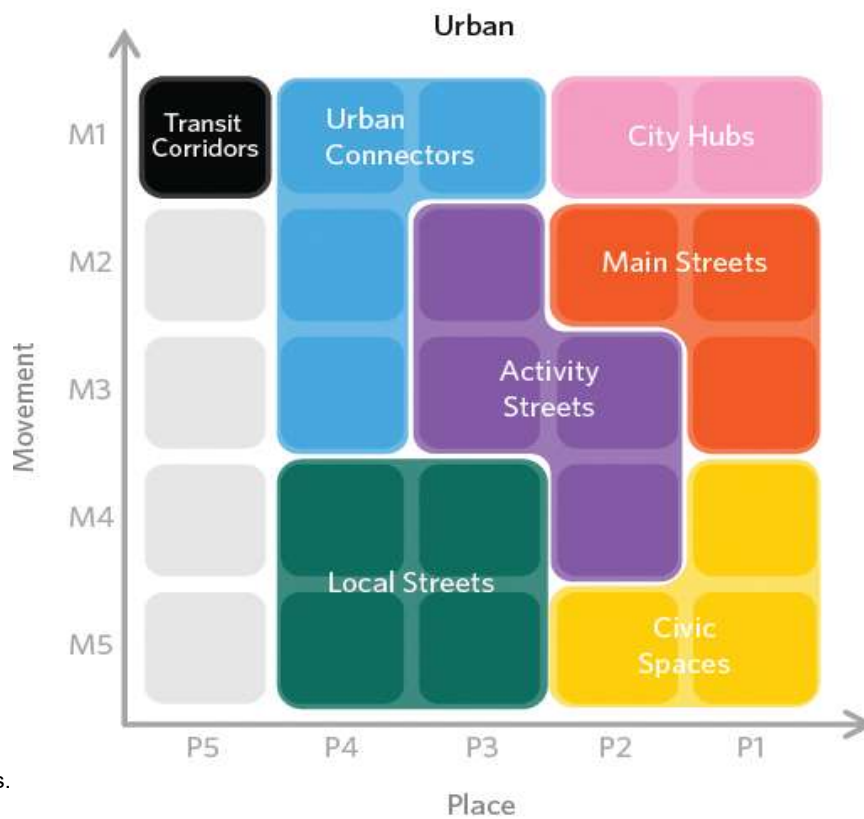 Urban
M1
Transit
Corridors
Urban
Connectors
City Hubs
M2
Main Streets
Movement
M3
Activity
Streets
M4
Local Streets
M5
Civic
Spaces
P5
P4
P3
P2
P1
s.
Place